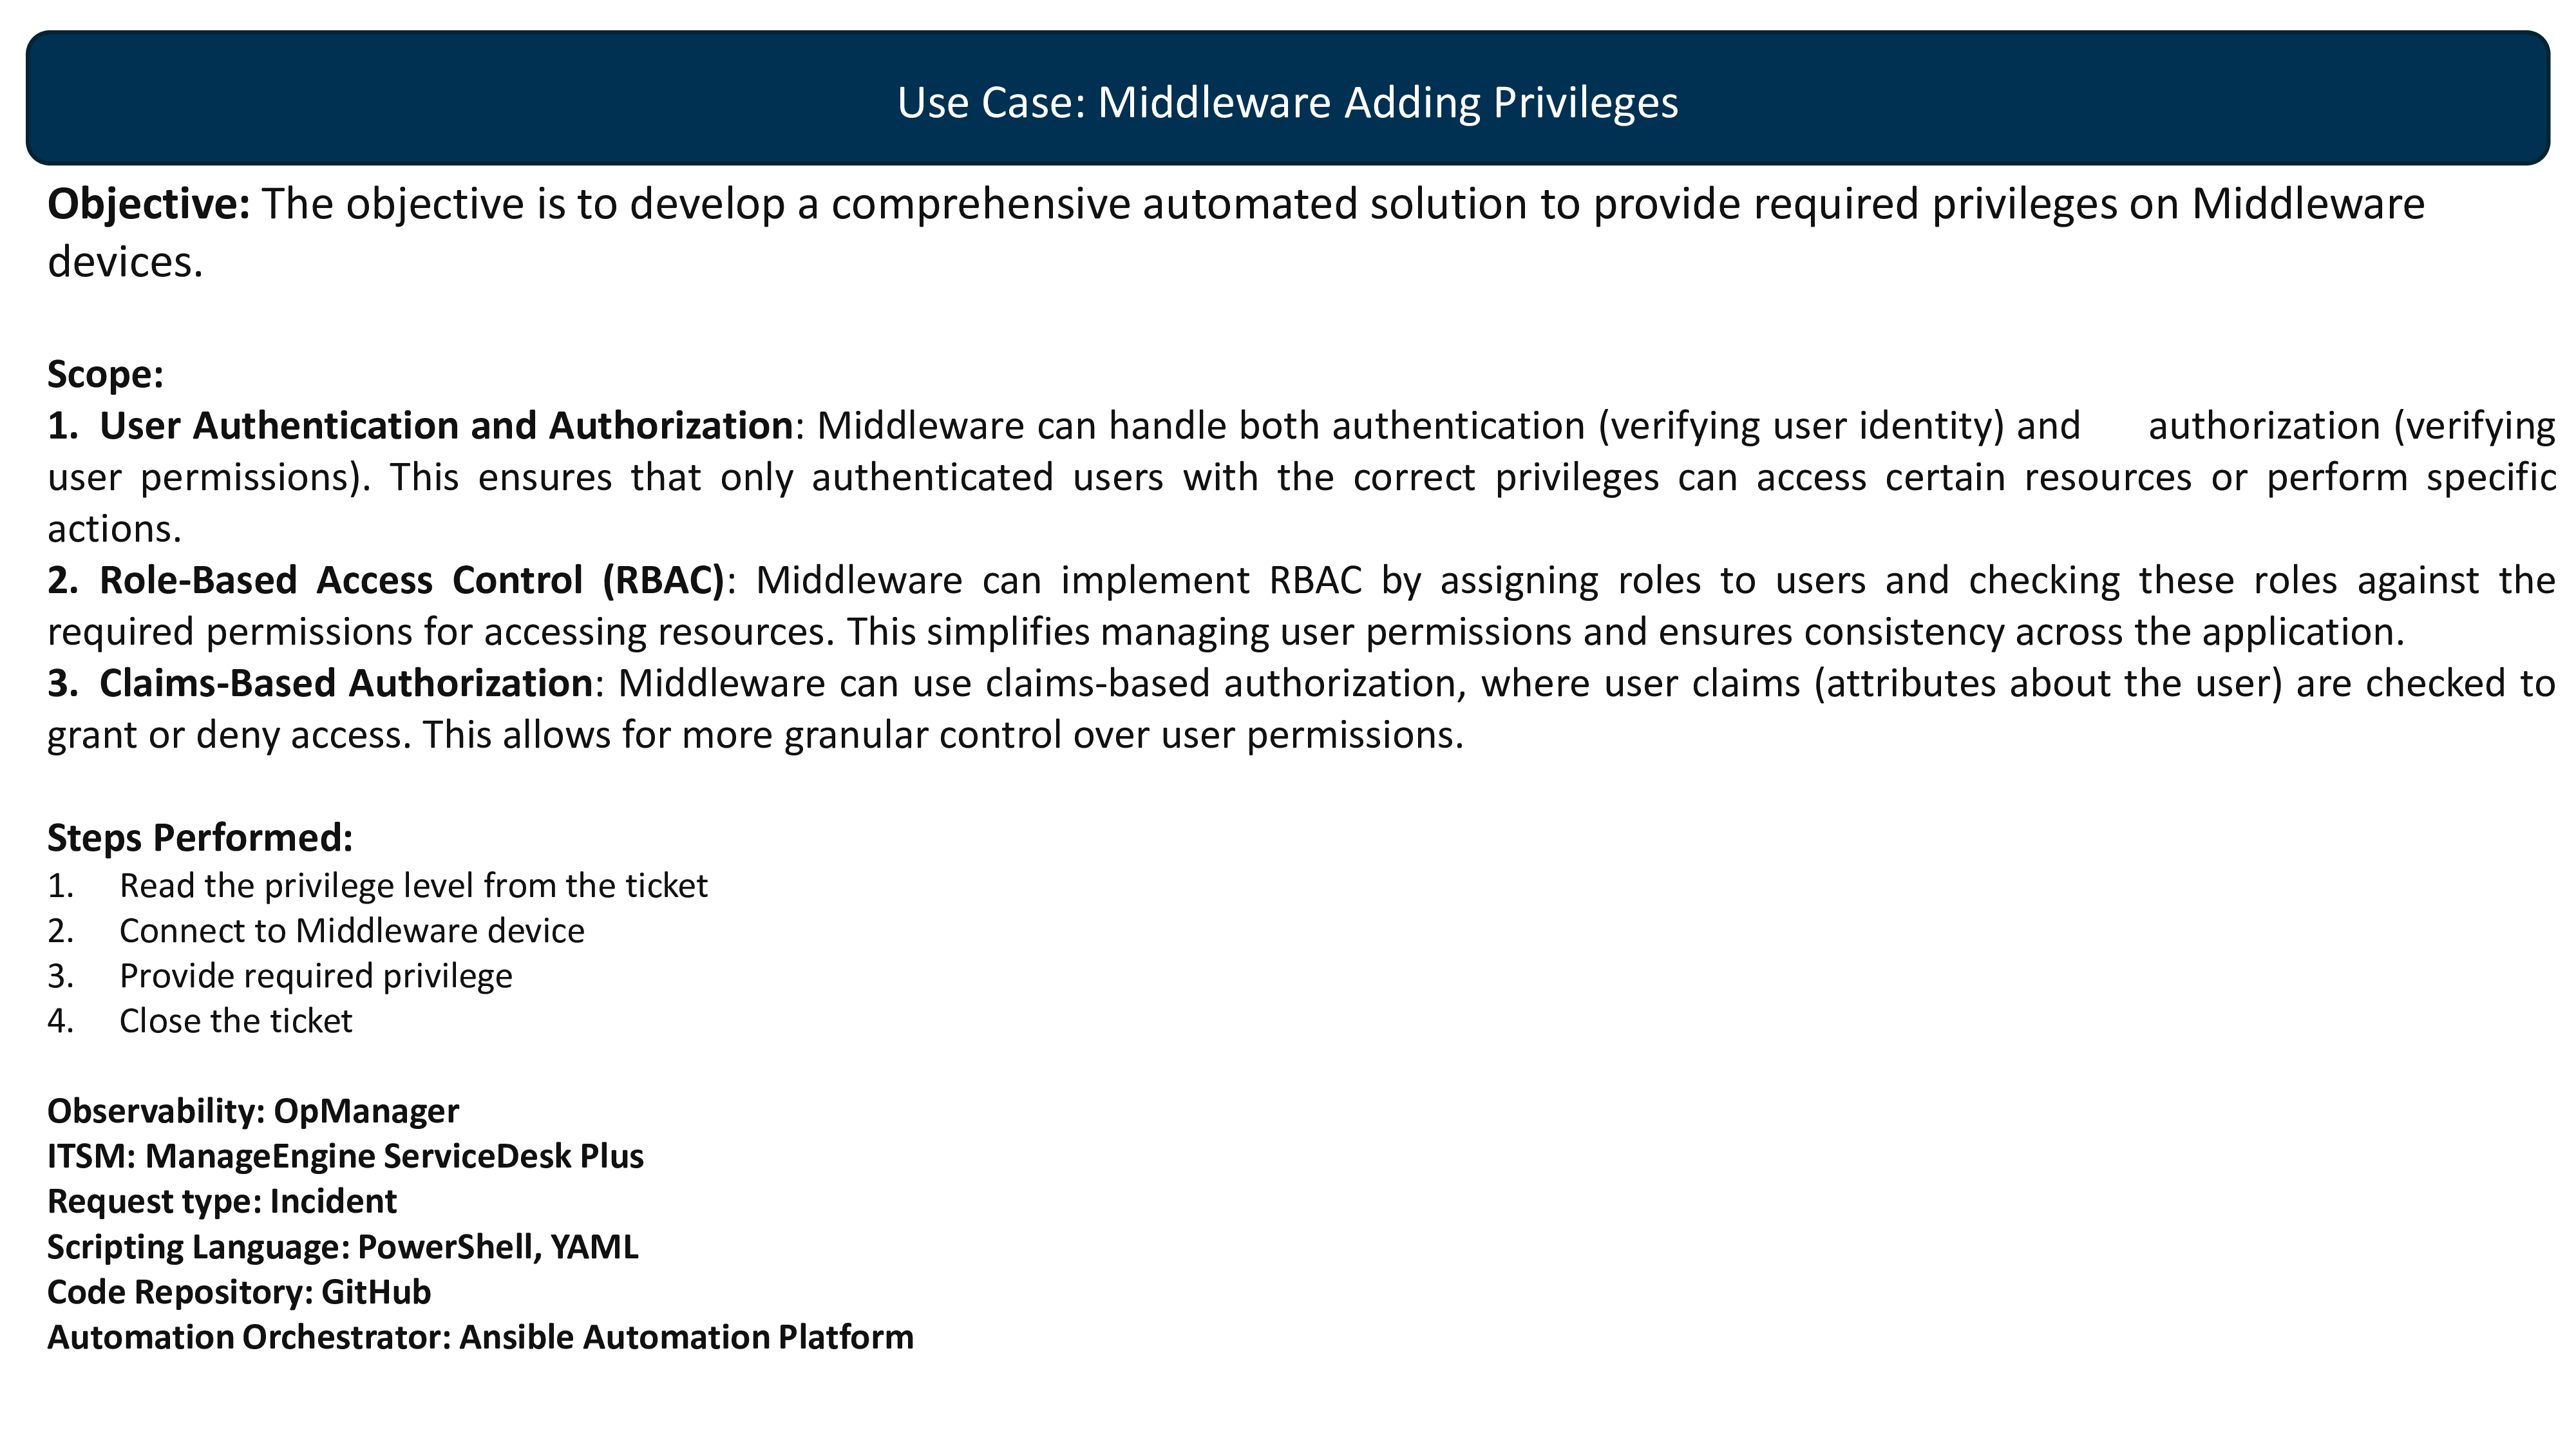 Use Case: Middleware Adding Privileges
Objective: The objective is to develop a comprehensive automated solution to provide required privileges on Middleware
devices.
Scope:
1. User Authentication and Authorization: Middleware can handle both authentication (verifying user identity) and authorization (verifying
user permissions). This ensures that only authenticated users with the correct privileges can access certain resources or perform specific
actions.
2. Role-Based Access Control (RBAC): Middleware can implement RBAC by assigning roles to users and checking these roles against the
required permissions for accessing resources. This simplifies managing user permissions and ensures consistency across the application.
3. Claims-Based Authorization: Middleware can use claims-based authorization, where user claims (attributes about the user) are checked to
grant or deny access. This allows for more granular control over user permissions.
Steps Performed:
1. Read the privilege level from the ticket
2. Connect to Middleware device
3. Provide required privilege
4. Close the ticket
Observability: OpManager
ITSM: ManageEngine ServiceDesk Plus
Request type: Incident
Scripting Language: PowerShell, YAML
Code Repository: GitHub
Automation Orchestrator: Ansible Automation Platform